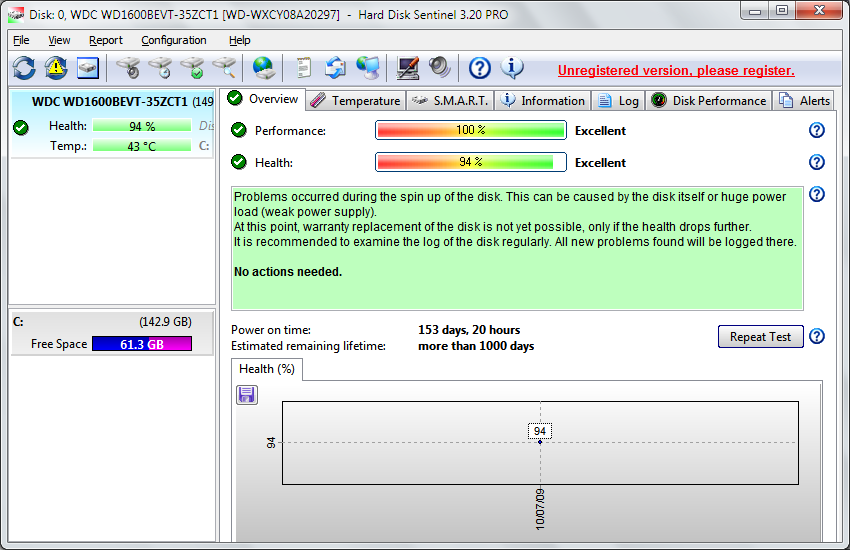 Disk: 0, WDC WD1600BEVT-35ZCT1 [WD-WXCY08A20297] - Hard Disk Sentinel 3.20 PRO
File View Report Configuration Help
Unregistered version, please register.
WDC WD1600BEVT-35ZCT1 (149
Health: 94 % Dis
Temp.: 43 °C C:
C: (142.9 GB)
Free Space 61.3 GB
Overview Temperature S.M.A.R.T. Information Log Disk Performance Alerts
Performance: 100 % Excellent
Health: 94 % Excellent
Problems occurred during the spin up of the disk. This can be caused by the disk itself or huge power
load (weak power supply).
At this point, warranty replacement of the disk is not yet possible, only if the health drops further.
It is recommended to examine the log of the disk regularly. All new problems found will be logged there.
No actions needed.
Power on time: 153 days, 20 hours
Estimated remaining lifetime: more than 1000 days
Repeat Test
Health (%)
94
94
10/07/09